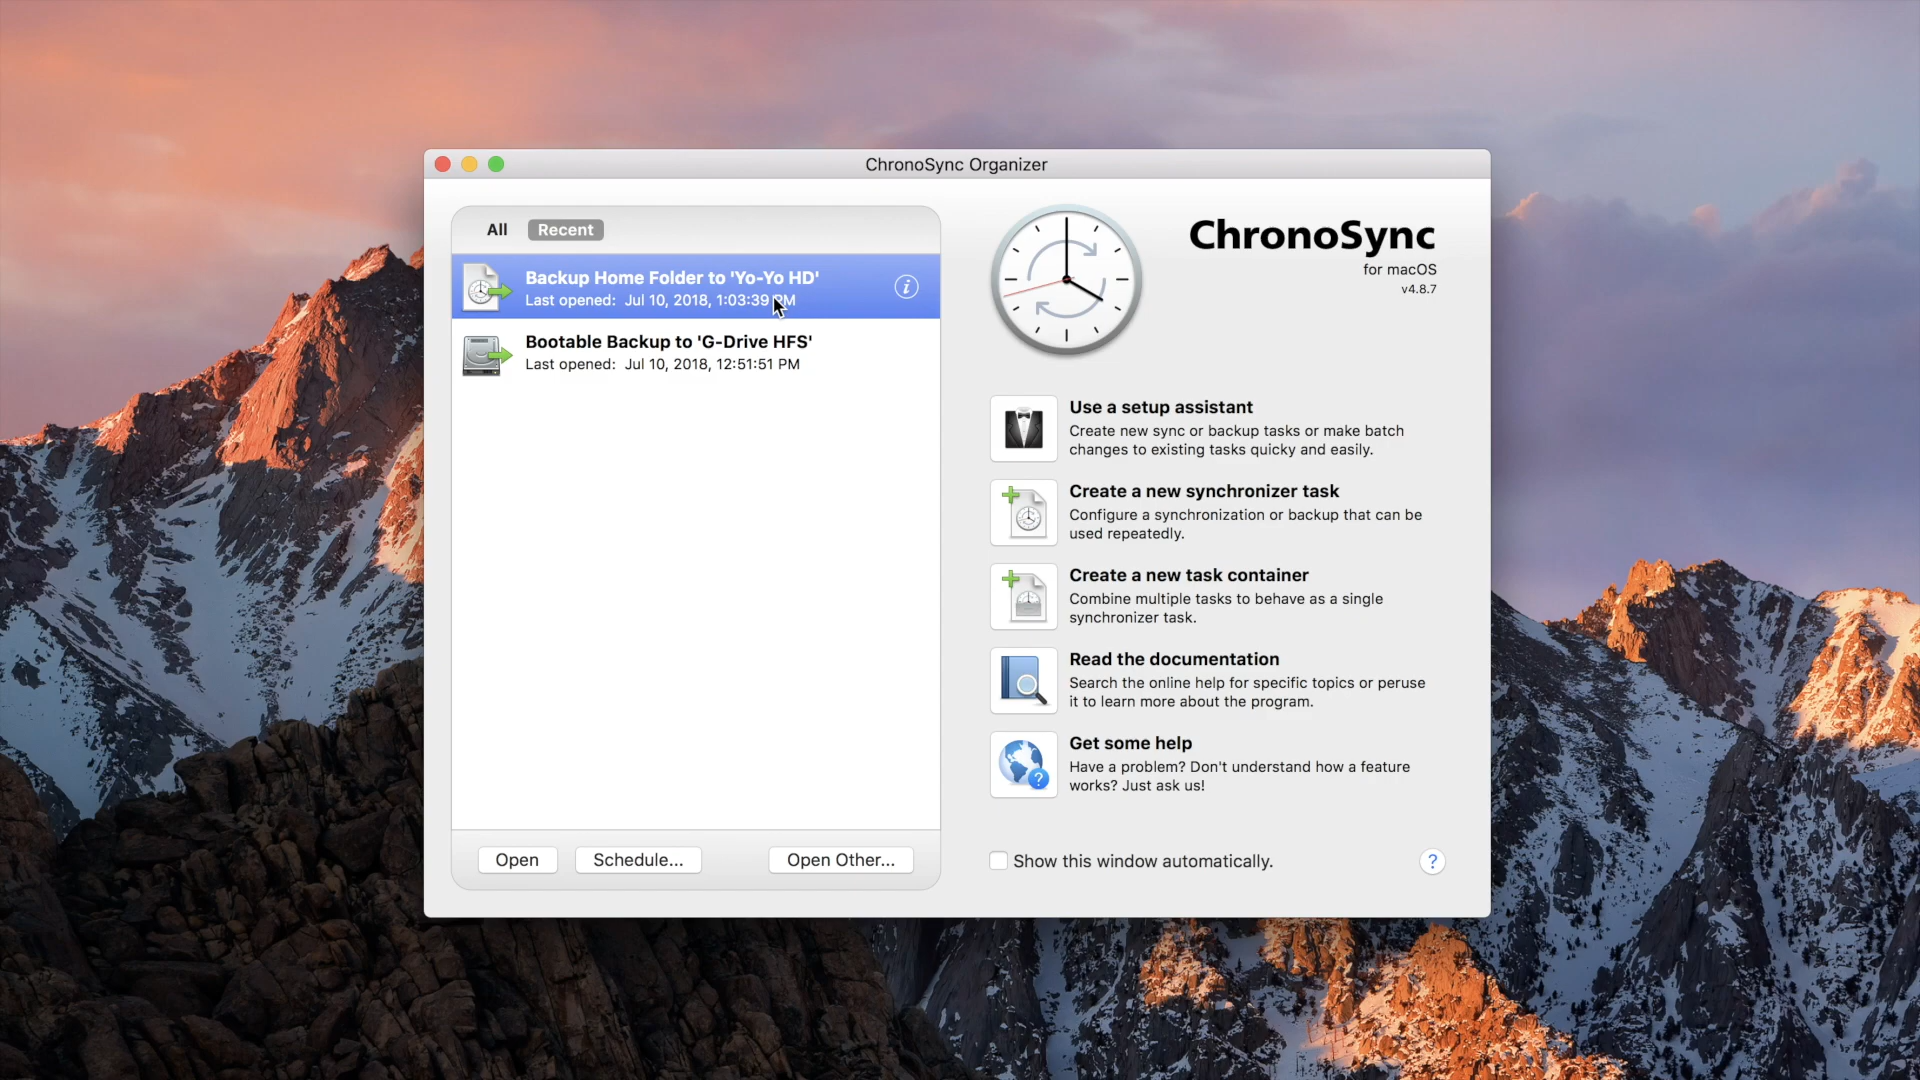 ChronoSync Organizer
All Recent
Backup Home Folder to 'Yo-Yo HD'
Last opened: Jul 10, 2018, 1:03:39 PM
Bootable Backup to 'G-Drive HFS'
Last opened: Jul 10, 2018, 12:51:51 PM
Open Schedule... Open Other...
ChronoSync
for macOS
v4.8.7
Use a setup assistant
Create new sync or backup tasks or make batch
changes to existing tasks quicky and easily.
Create a new synchronizer task
Configure a synchronization or backup that can be
used repeatedly.
Create a new task container
Combine multiple tasks to behave as a single
synchronizer task.
Read the documentation
Search the online help for specific topics or peruse
it to learn more about the program.
Get some help
Have a problem? Don't understand how a feature
works? Just ask us!
Show this window automatically. ?